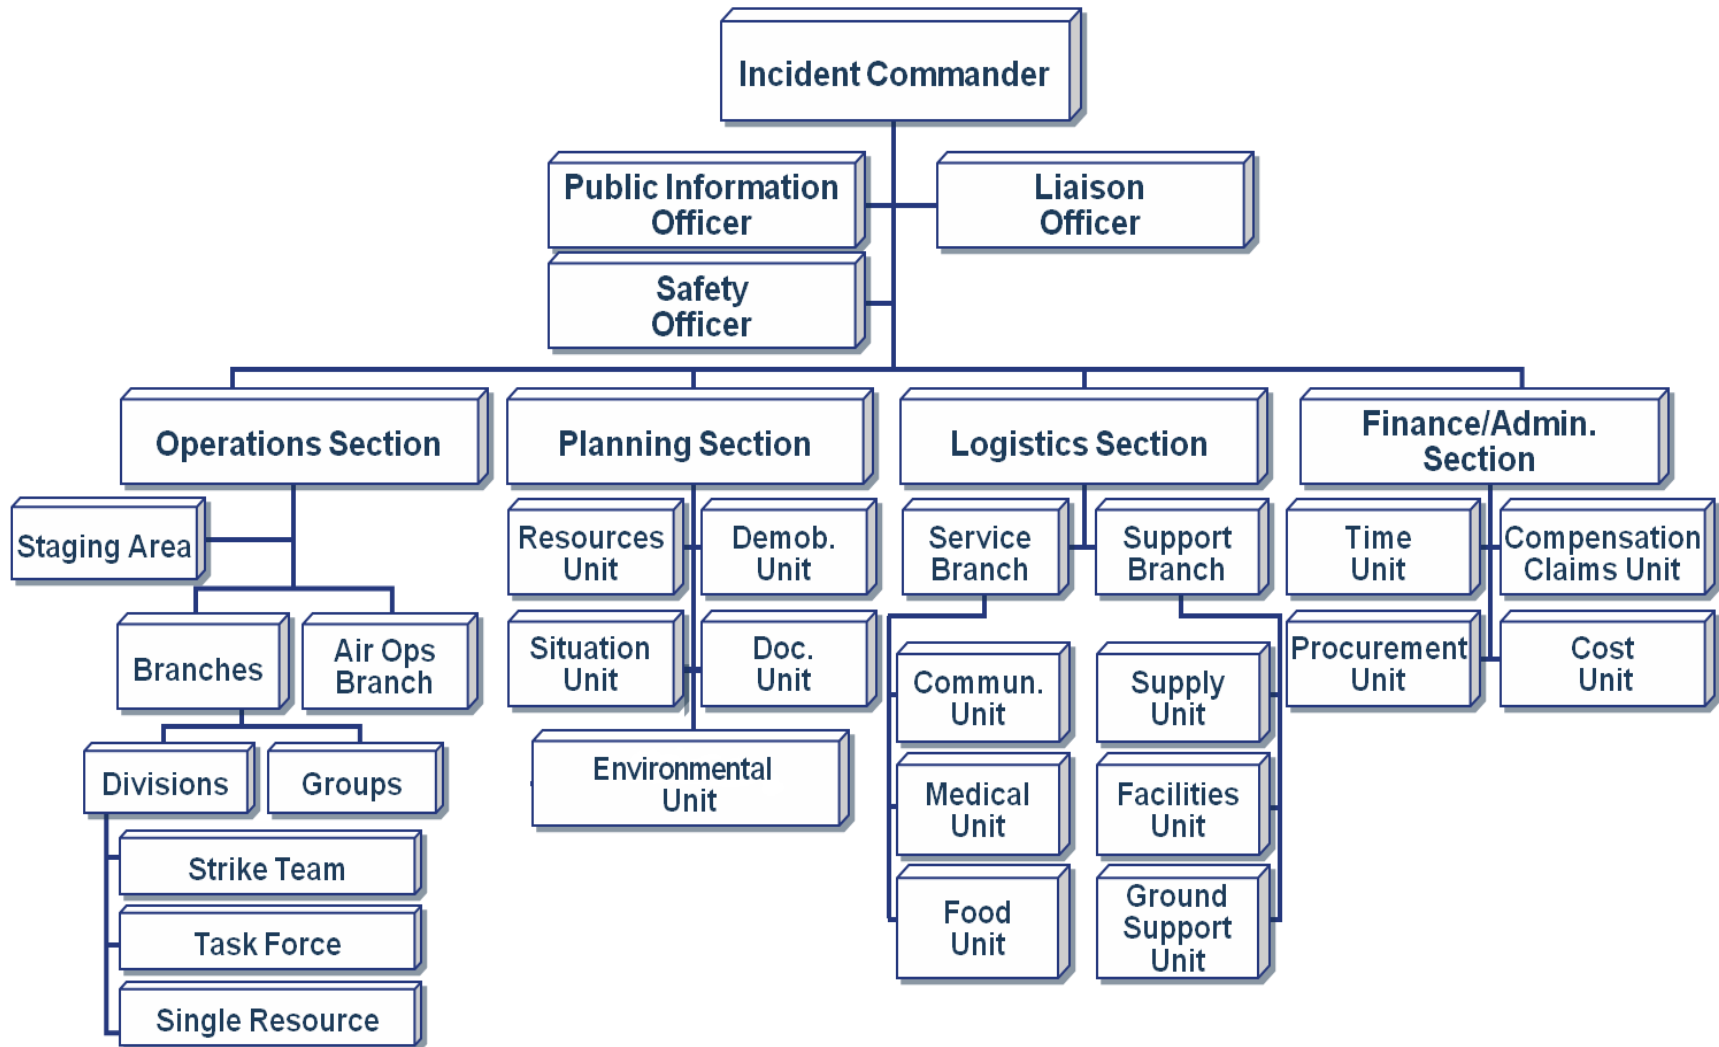 Incident Commander
Public Information
Officer
Liaison
Officer
Safety
Officer
Operations Section
Planning Section
Logistics Section
Finance/Admin.
Section
Staging Area
Resources
Unit
Demob.
Unit
Service
Branch
Support
Branch
Time
Unit
Compensation
Claims Unit
Branches
Air Ops
Branch
Situation
Unit
Doc.
Unit
Commun.
Unit
Supply
Unit
Procurement
Unit
Cost
Unit
Divisions
Groups
Environmental
Unit
Medical
Unit
Facilities
Unit
Strike Team
Task Force
Single Resource
Food
Unit
Ground
Support
Unit